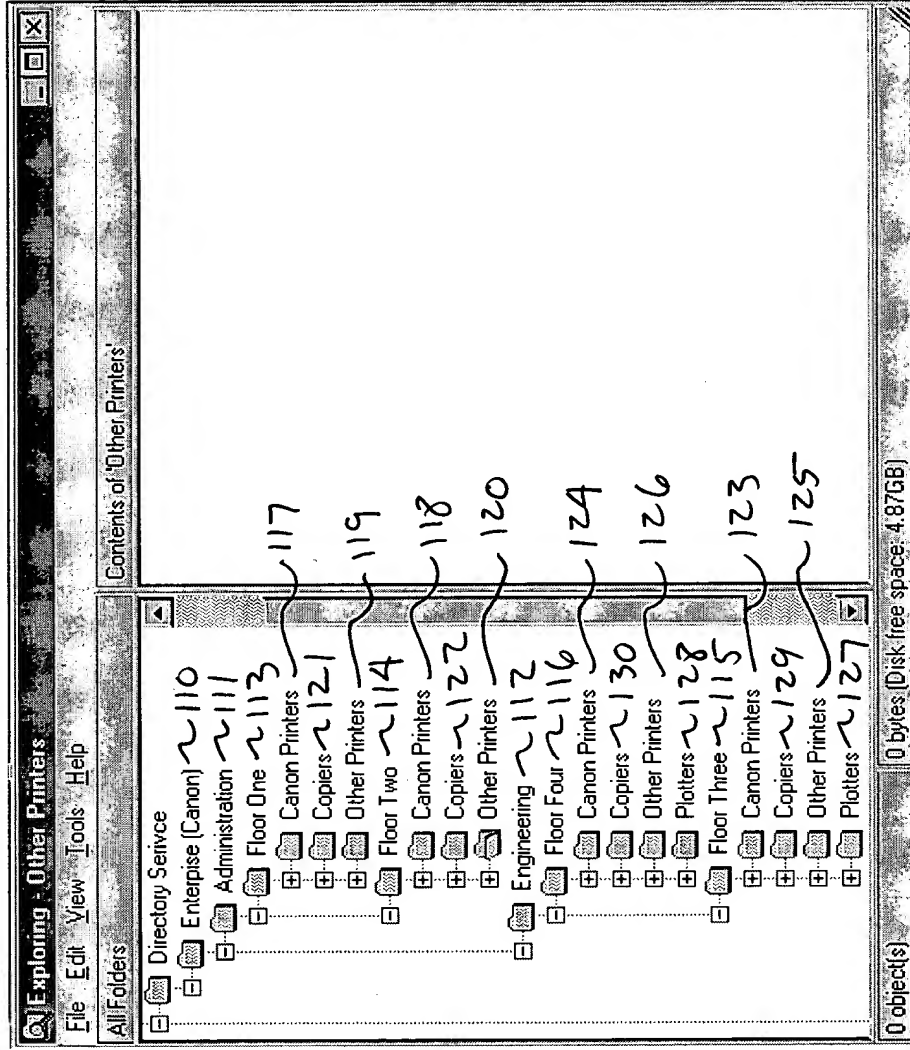 Exploring - Other Printers
File Edit View Tools Help
All Folders
Contents of 'Other Printers'
Directory Serivce
Enterpise (Canon) ~110
Administration ~111
Floor One ~113
Canon Printers 117
Copiers ~121
Other Printers 119
Floor Two ~114
Canon Printers 118
Copiers ~122
Other Printers 120
Engineering ~112
Floor Four ~116
Canon Printers 124
Copiers ~130
Other Printers 126
Plotters ~128
Floor Three ~115
Canon Printers 123
Copiers ~129
Other Printers 125
Plotters ~127
0 object(s)
0 bytes (Disk free space: 4.87GB)